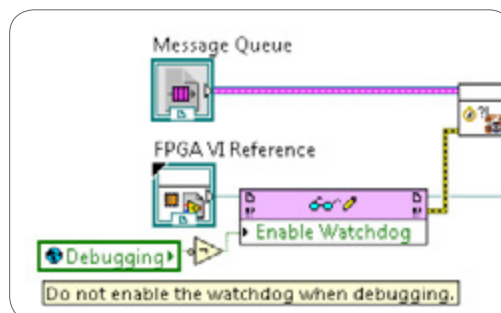 Message Queue
?!
FPGA VI Reference
Enable Watchdog
Debugging
Do not enable the watchdog when debugging.